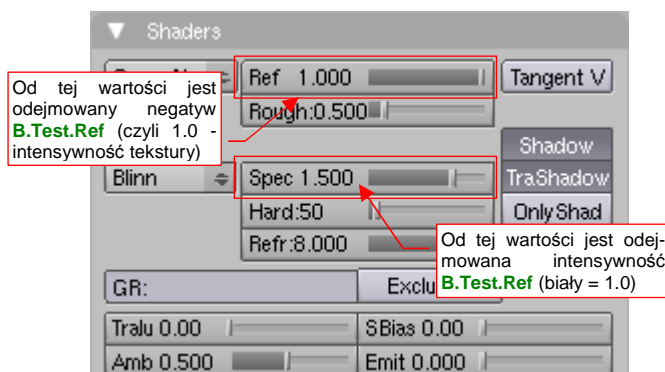 Shaders
Ref 1.000
Tangent V
Od tej wartości jest
odejmowany negatyw
B.Test.Ref (czyli 1.0 -
intensywność tekstury)
Rough:0.500
Shadow
Blinn
Spec 1.500
TraShadow
Hard:50
OnlyShad
Refr:8.000
Od tej wartości jest odej-
mowana intensywność
B.Test.Ref (biały = 1.0)
GR:
Tralu 0.00
SBias 0.00
Amb 0.500
Emit 0.000